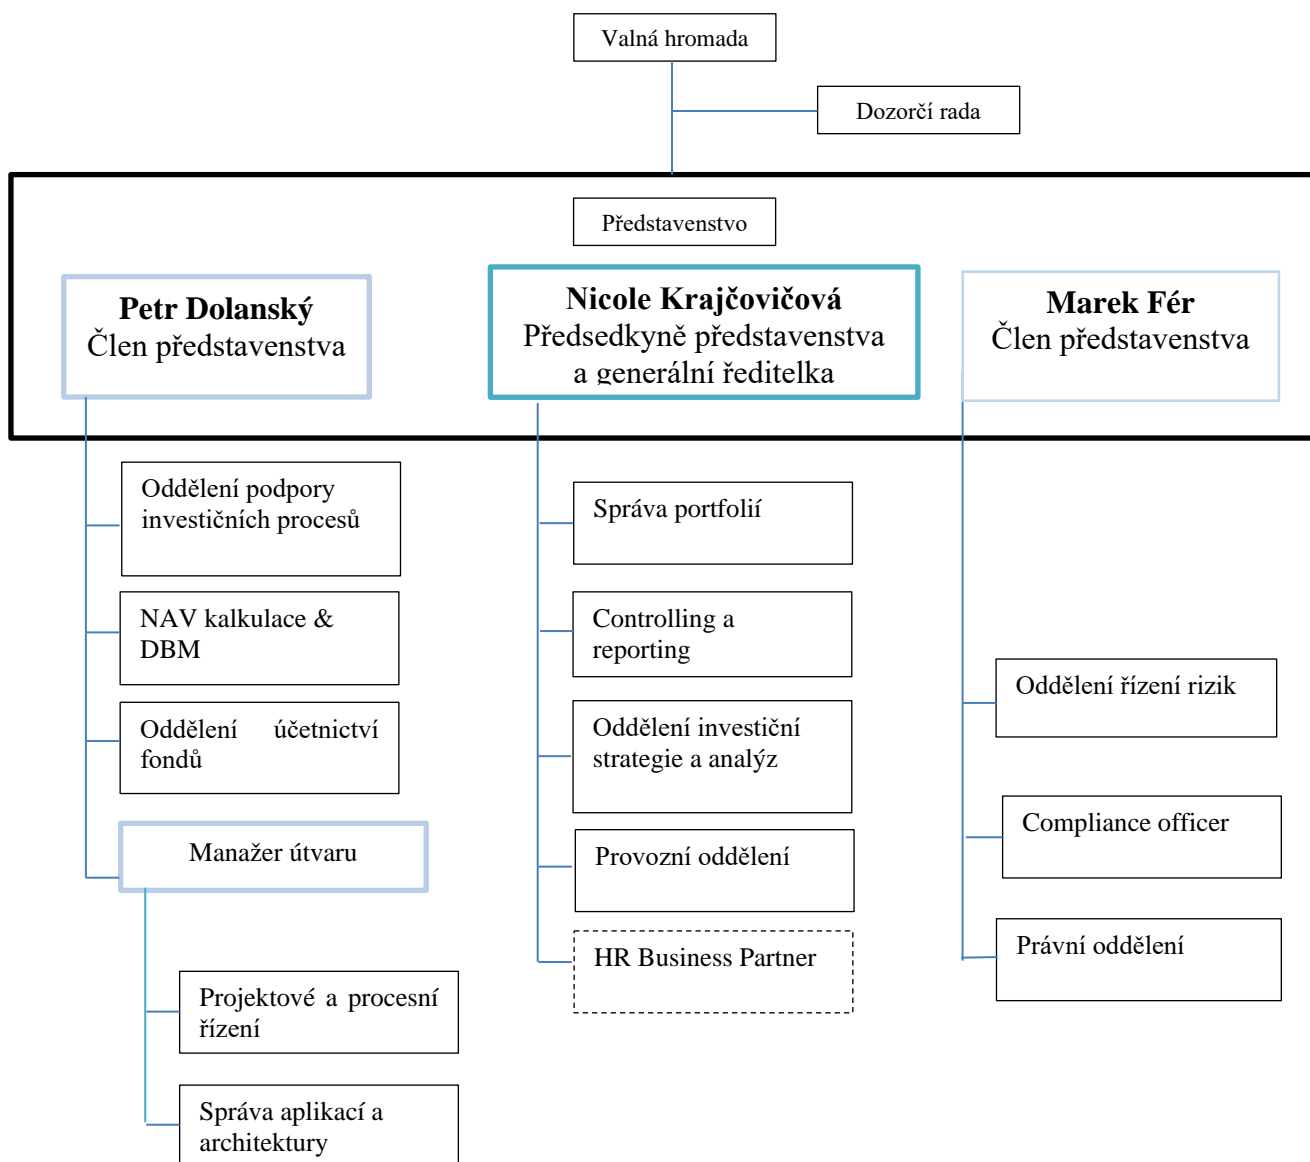 Valná hromada
Dozorčí rada
Představenstvo
Petr Dolanský
Člen představenstva
Nicole Krajčovičová
Předsedkyně představenstva
a generální ředitelka
Marek Fér
Člen představenstva
Oddělení podpory
investičních procesů
NAV kalkulace &
DBM
Oddělení účetnictví
fondů
Manažer útvaru
Projektové a procesní
řízení
Správa aplikací a
architektury
Správa portfolií
Controlling a
reporting
Oddělení investiční
strategie a analýz
Provozní oddělení
HR Business Partner
Oddělení řízení rizik
Compliance officer
Právní oddělení